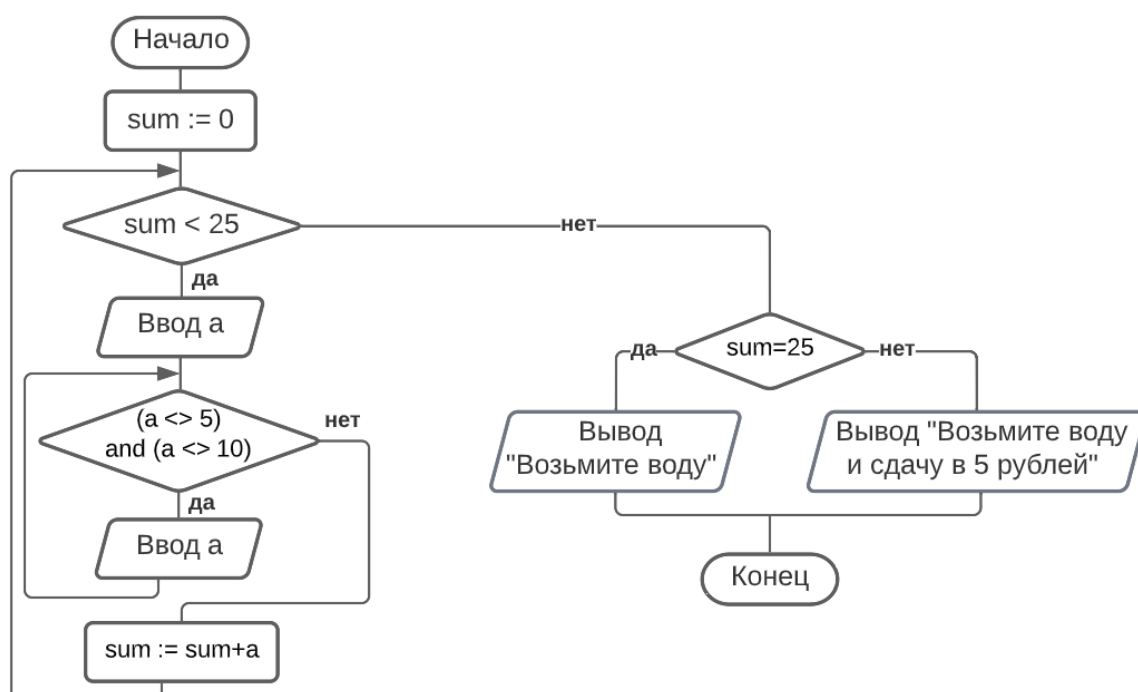 Начало
sum := 0
sum < 25
нет
да
Ввод a
(a <> 5)
and (a <> 10)
нет
да
Ввод a
sum := sum+a
sum=25
да
нет
Вывод
"Возьмите воду"
Вывод "Возьмите воду
и сдачу в 5 рублей"
Конец